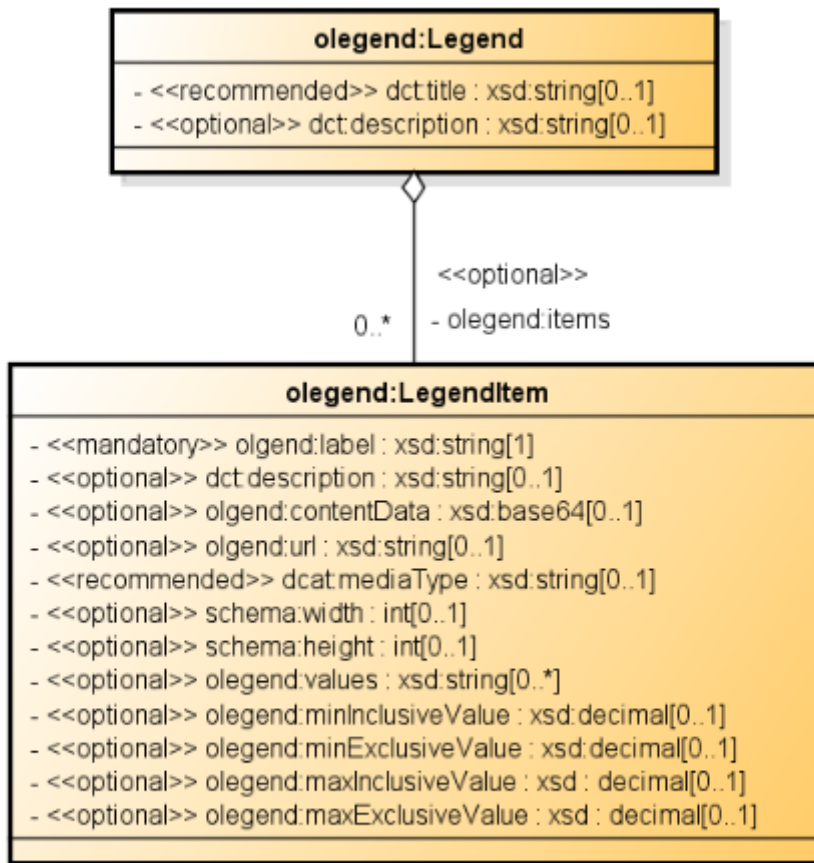 olegend:Legend
- <<recommended>> dct:title : xsd:string[0..1]
- <<optional>> dct:description : xsd:string[0..1]
<<optional>>
0..* - olegend:items
olegend:LegendItem
- <<mandatory>> olgend:label : xsd:string[1]
- <<optional>> dct:description : xsd:string[0..1]
- <<optional>> olgend:contentData : xsd:base64[0..1]
- <<optional>> olgend:url : xsd:string[0..1]
- <<recommended>> dcat:mediaType : xsd:string[0..1]
- <<optional>> schema:width : int[0..1]
- <<optional>> schema:height : int[0..1]
- <<optional>> olegend:values : xsd:string[0..*]
- <<optional>> olegend:minInclusiveValue : xsd:decimal[0..1]
- <<optional>> olegend:minExclusiveValue : xsd:decimal[0..1]
- <<optional>> olegend:maxInclusiveValue : xsd : decimal[0..1]
- <<optional>> olegend:maxExclusiveValue : xsd : decimal[0..1]